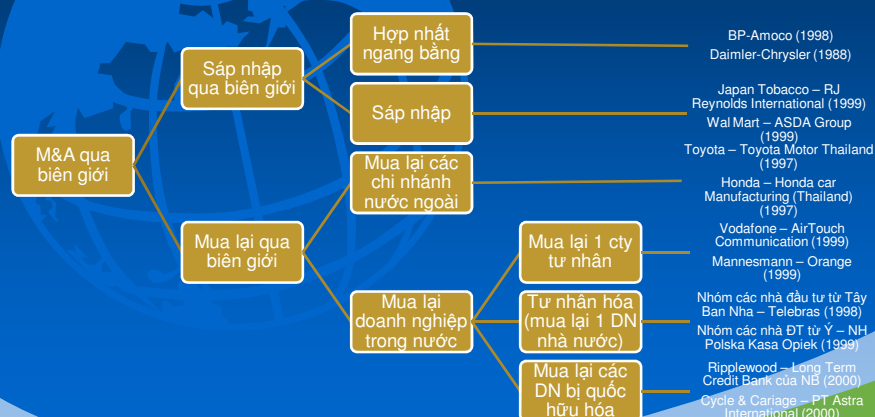 M&A qua
biên giới
Sáp nhập
qua biên giới
Hợp nhất
ngang bằng
BP-Amoco (1998)
Daimler-Chrysler (1988)
Sáp nhập
Japan Tobacco – RJ
Reynolds International (1999)
Wal Mart – ASDA Group
(1999)
Mua lại qua
biên giới
Mua lại các
chi nhánh
nước ngoài
Toyota – Toyota Motor Thailand
(1997)
Honda – Honda car
Manufacturing (Thailand)
(1997)
Mua lại
doanh nghiệp
trong nước
Mua lại 1 cty
tư nhân
Vodafone – AirTouch
Communication (1999)
Mannesmann – Orange
(1999)
Tư nhân hóa
(mua lại 1 DN
nhà nước)
Nhóm các nhà đầu tư từ Tây
Ban Nha – Telebras (1998)
Nhóm các nhà ĐT từ Ý – NH
Polska Kasa Opiek (1999)
Mua lại các
DN bị quốc
hữu hóa
Ripplewood – Long Term
Credit Bank của NB (2000)
Cycle & Cariage – PT Astra
International (2000)